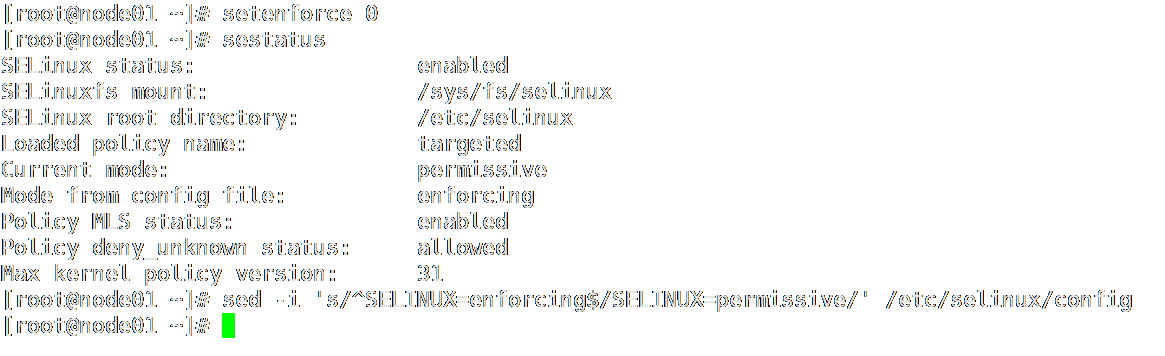 [root@node01 ~]# setenforce 0
[root@node01 ~]# sestatus
SELinux status:                 enabled
SELinuxfs mount:                /sys/fs/selinux
SELinux root directory:         /etc/selinux
Loaded policy name:             targeted
Current mode:                   permissive
Mode from config file:          enforcing
Policy MLS status:              enabled
Policy deny_unknown status:     allowed
Max kernel policy version:      31
[root@node01 ~]# sed -i 's/^SELINUX=enforcing$/SELINUX=permissive/' /etc/selinux/config
[root@node01 ~]#